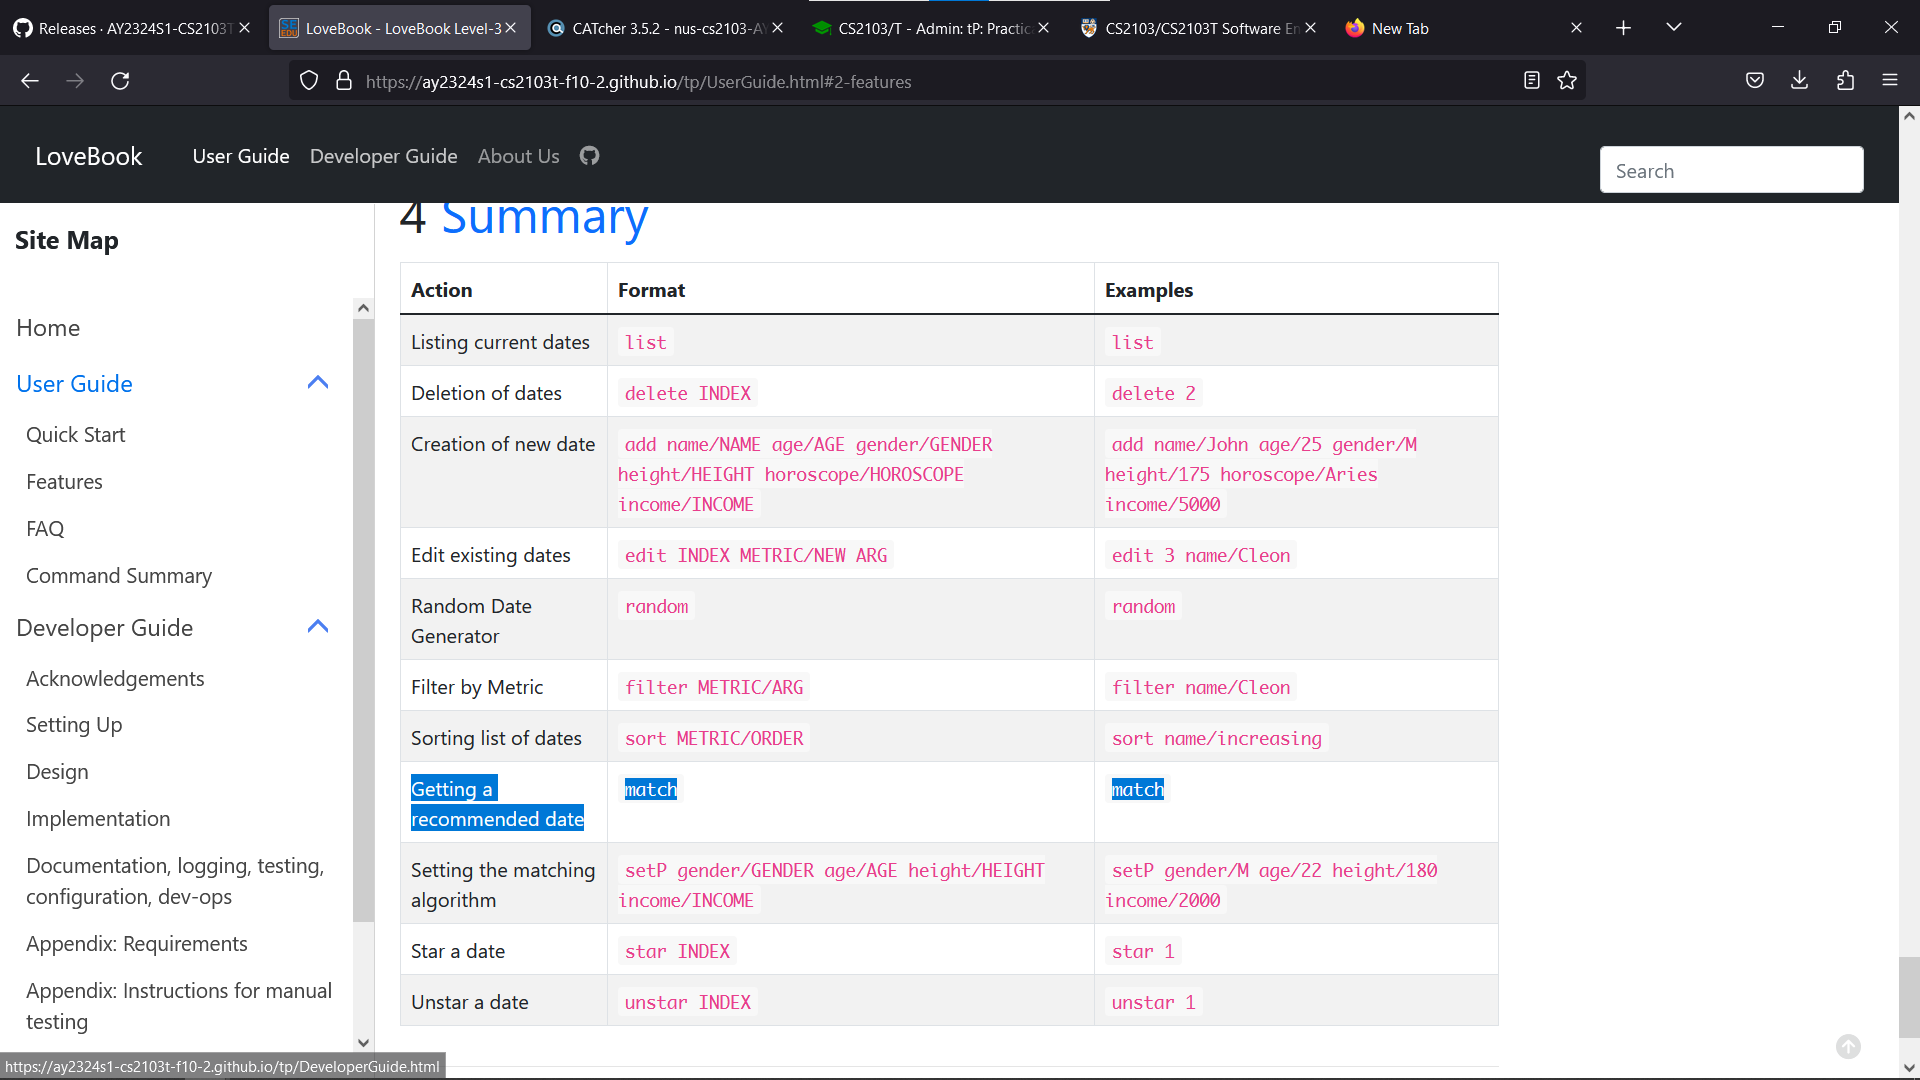 Releases · AY2324S1-CS2103T
LoveBook - LoveBook Level-3
CATcher 3.5.2 - nus-cs2103-AY
CS2103/T - Admin: tP: Practica
CS2103/CS2103T Software En
New Tab
https://ay2324s1-cs2103t-f10-2.github.io/tp/UserGuide.html#2-features
LoveBook
User Guide
Developer Guide
About Us
Search
Site Map
Home
User Guide
Quick Start
Features
FAQ
Command Summary
Developer Guide
Acknowledgements
Setting Up
Design
Implementation
Documentation, logging, testing,
configuration, dev-ops
Appendix: Requirements
Appendix: Instructions for manual
testing
4 Summary
Action Format Examples
Listing current dates list list
Deletion of dates delete INDEX delete 2
Creation of new date add name/NAME age/AGE gender/GENDER add name/John age/25 gender/M
height/HEIGHT horoscope/HOROSCOPE height/175 horoscope/Aries
income/INCOME income/5000
Edit existing dates edit INDEX METRIC/NEW ARG edit 3 name/Cleon
Random Date random random
Generator
Filter by Metric filter METRIC/ARG filter name/Cleon
Sorting list of dates sort METRIC/ORDER sort name/increasing
Getting a match match
recommended date
Setting the matching setP gender/GENDER age/AGE height/HEIGHT setP gender/M age/22 height/180
algorithm income/INCOME income/2000
Star a date star INDEX star 1
Unstar a date unstar INDEX unstar 1
https://ay2324s1-cs2103t-f10-2.github.io/tp/DeveloperGuide.html